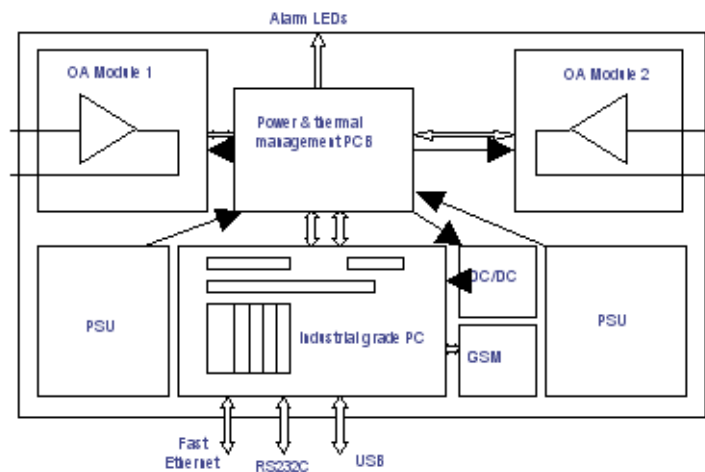 Alarm LEDs
OA Module 1
OA Module 2
Power & thermal
management PCB
PSU
Industrial grade PC
DC/DC
GSM
PSU
Fast
Ethernet
RS232C
USB